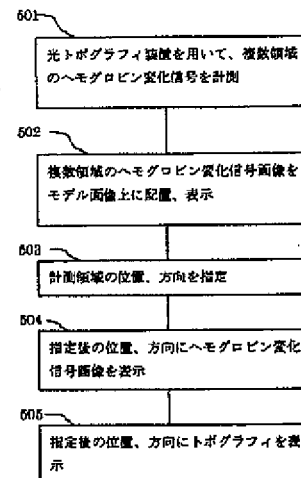 501
光トポグラフィ装置を用いて、複数領域
のヘモグロビン変化信号を計測
502
複数領域のヘモグロビン変化信号画像を
モデル画像上に配置、表示
503
計測領域の位置、方向を指定
504
指定後の位置、方向にヘモグロビン変化
信号画像を表示
505
指定後の位置、方向にトポグラフィを表
示